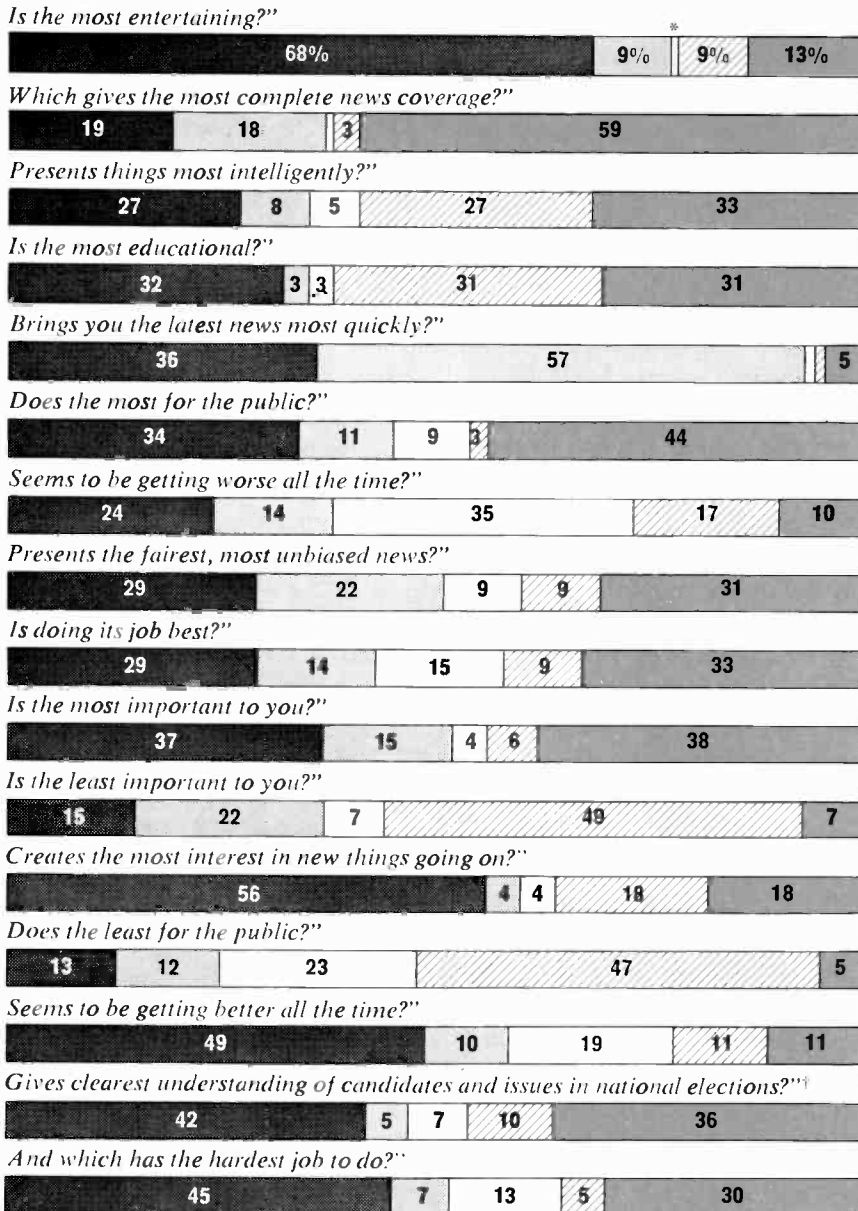 Is the most entertaining?"
*
68% 9% 9% 13%
Which gives the most complete news coverage?"
19 18 3 59
Presents things most intelligently?"
27 8 5 27 33
Is the most educational?"
32 3 3 31 31
Brings you the latest news most quickly?"
36 57 5
Does the most for the public?"
34 11 9 3 44
Seems to be getting worse all the time?"
24 14 35 17 10
Presents the fairest, most unbiased news?"
29 22 9 9 31
Is doing its job best?"
29 14 15 9 33
Is the most important to you?"
37 15 4 6 38
Is the least important to you?"
15 22 7 49 7
Creates the most interest in new things going on?"
56 4 4 18 18
Does the least for the public?"
13 12 23 47 5
Seems to be getting better all the time?"
49 10 19 11 11
Gives clearest understanding of candidates and issues in national elections?"†
42 5 7 10 36
And which has the hardest job to do?"
45 7 13 5 30